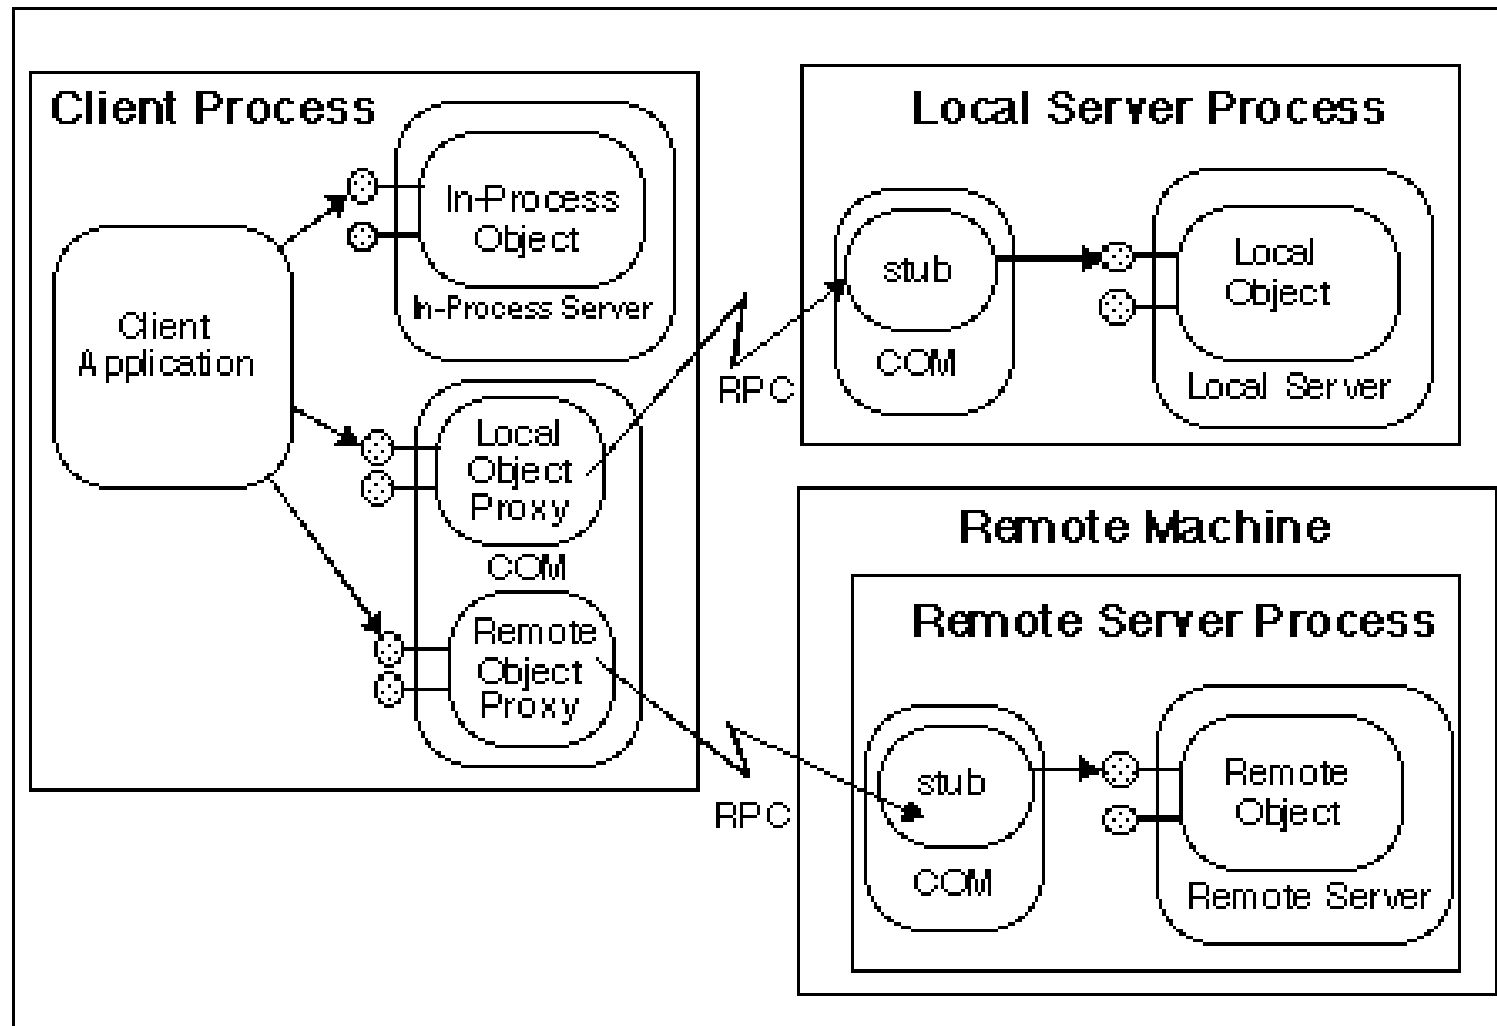 Client Process
In-Process
Object
In-Process Server
Client
Application
Local
Object
Proxy
COM
Remote
Object
Proxy
RPC
RPC
Local Server Process
stub
COM
Local
Object
Local Server
Remote Machine
Remote Server Process
stub
COM
Remote
Object
Remote Server